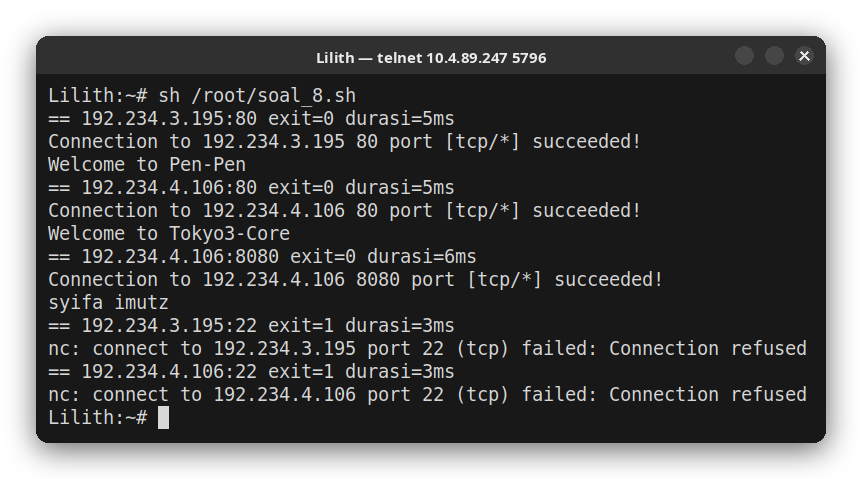 Lilith — telnet 10.4.89.247 5796
Lilith:~# sh /root/soal_8.sh
== 192.234.3.195:80 exit=0 durasi=5ms
Connection to 192.234.3.195 80 port [tcp/*] succeeded!
Welcome to Pen-Pen
== 192.234.4.106:80 exit=0 durasi=5ms
Connection to 192.234.4.106 80 port [tcp/*] succeeded!
Welcome to Tokyo3-Core
== 192.234.4.106:8080 exit=0 durasi=6ms
Connection to 192.234.4.106 8080 port [tcp/*] succeeded!
syifa imutz
== 192.234.3.195:22 exit=1 durasi=3ms
nc: connect to 192.234.3.195 port 22 (tcp) failed: Connection refused
== 192.234.4.106:22 exit=1 durasi=3ms
nc: connect to 192.234.4.106 port 22 (tcp) failed: Connection refused
Lilith:~#